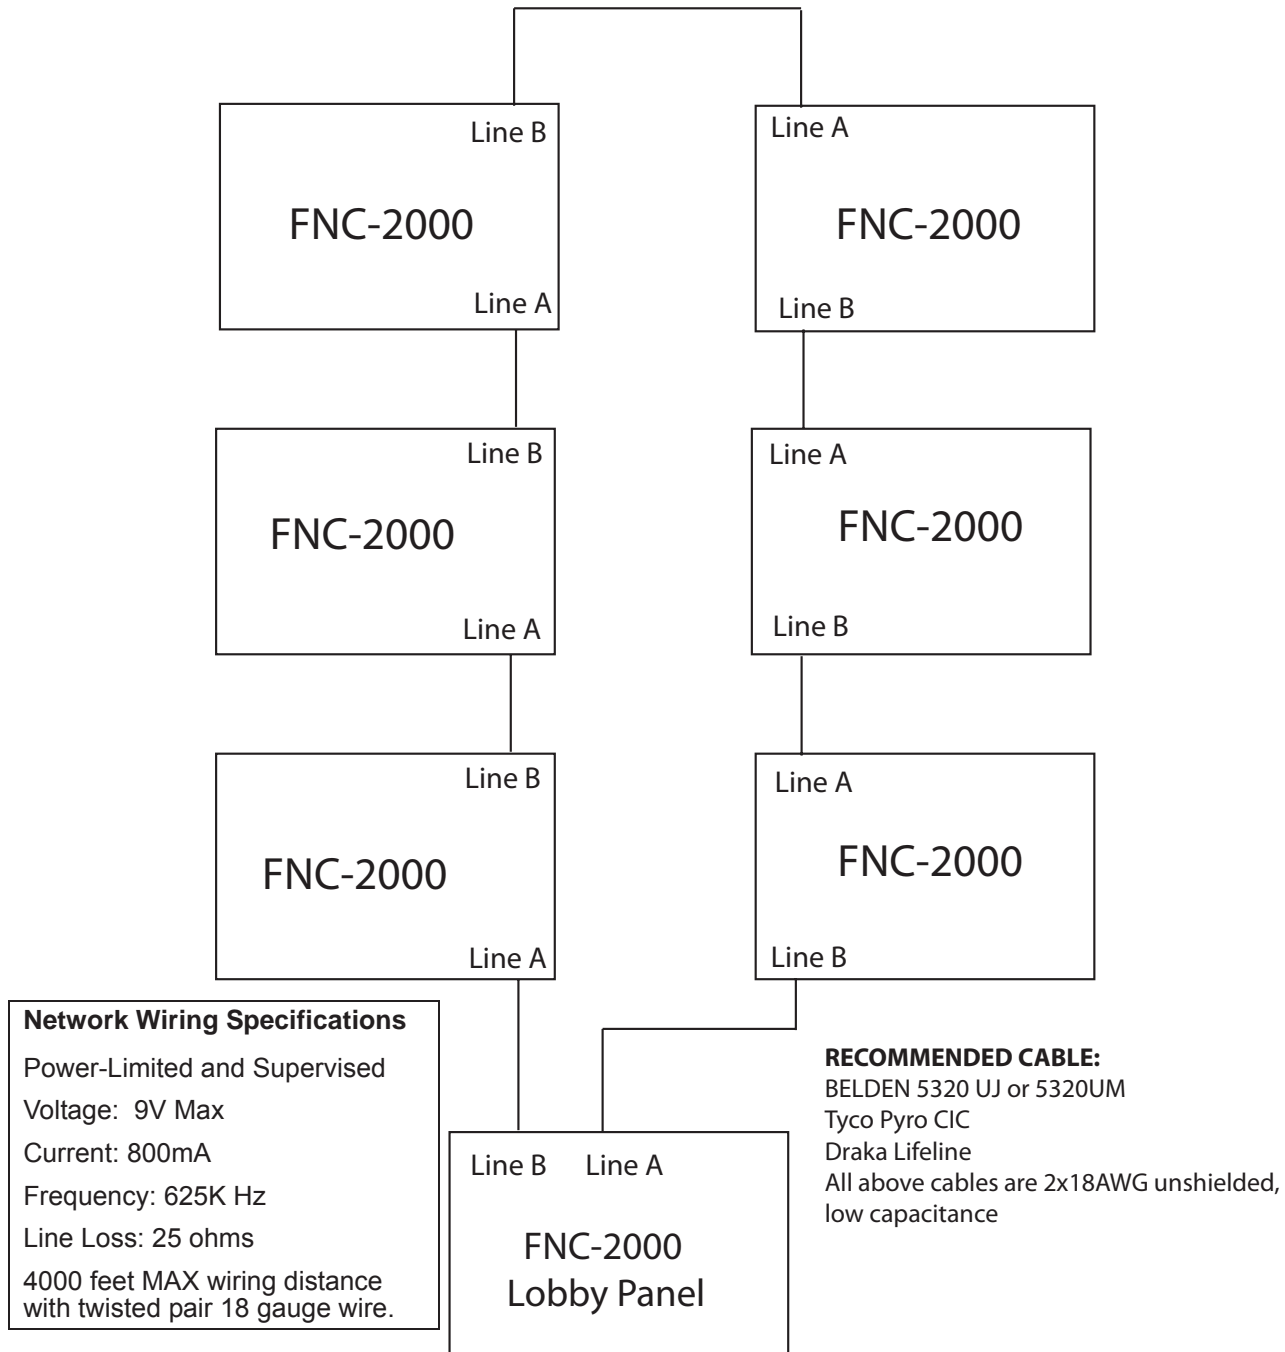 Line B
FNC-2000
Line A
Line A
FNC-2000
Line B
Line B
FNC-2000
Line A
Line A
FNC-2000
Line B
Line B
FNC-2000
Line A
Line A
FNC-2000
Line B
Network Wiring Specifications
Power-Limited and Supervised
Voltage: 9V Max
Current: 800mA
Frequency: 625K Hz
Line Loss: 25 ohms
4000 feet MAX wiring distance
with twisted pair 18 gauge wire.
Line B Line A
FNC-2000
Lobby Panel
RECOMMENDED CABLE:
BELDEN 5320 UJ or 5320UM
Tyco Pyro CIC
Draka Lifeline
All above cables are 2x18AWG unshielded,
low capacitance